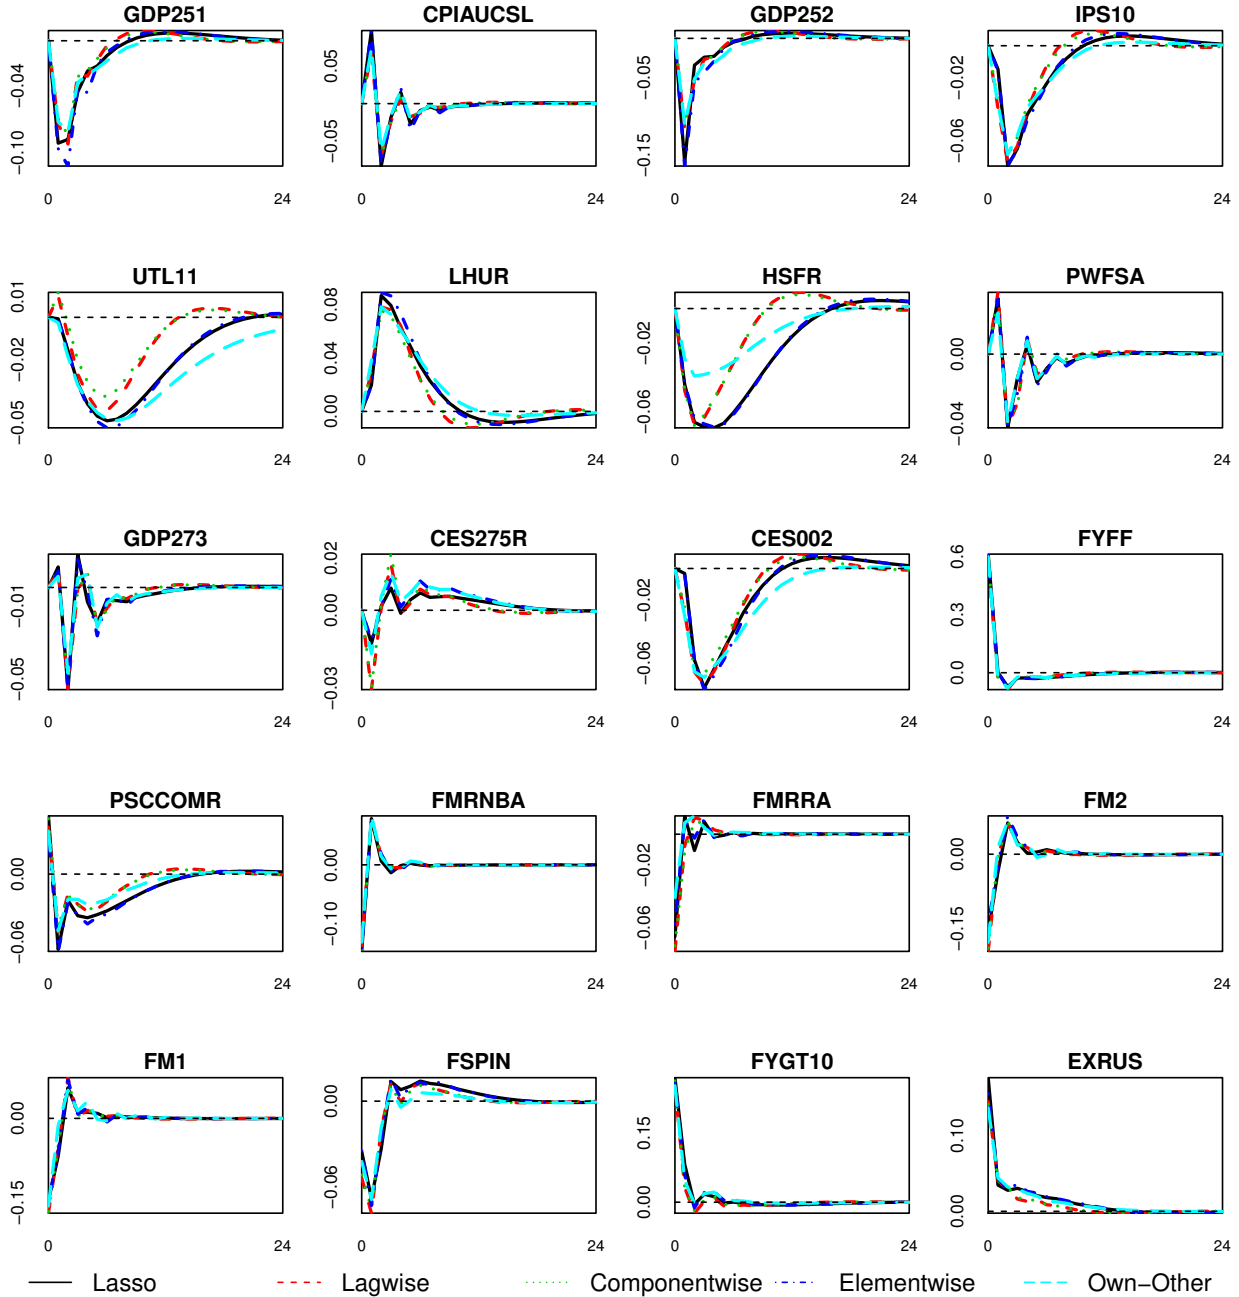 GDP251 CPIAUCSL GDP252 IPS10
−0.04 0.05 −0.05 −0.02
−0.10 −0.05 −0.15 −0.06
0 24 0 24 0 24 0 24
UTL11 LHUR HSFR PWFSA
0.01 0.08 −0.02 0.00
−0.02 0.04 −0.06 −0.04
−0.05 0.00
0 24 0 24 0 24 0 24
GDP273 CES275R CES002 FYFF
−0.01 0.02 −0.02 0.6
−0.05 0.00 −0.06 0.3
−0.03 0.0
0 24 0 24 0 24 0 24
PSCCOMR FMRNBA FMRRA FM2
0.00 0.00 −0.02 0.00
−0.06 −0.10 −0.06 −0.15
0 24 0 24 0 24 0 24
FM1 FSPIN FYGT10 EXRUS
0.00 0.00 0.15 0.10
−0.15 −0.06 0.00 0.00
0 24 0 24 0 24 0 24
Lasso Lagwise Componentwise Elementwise Own−Other